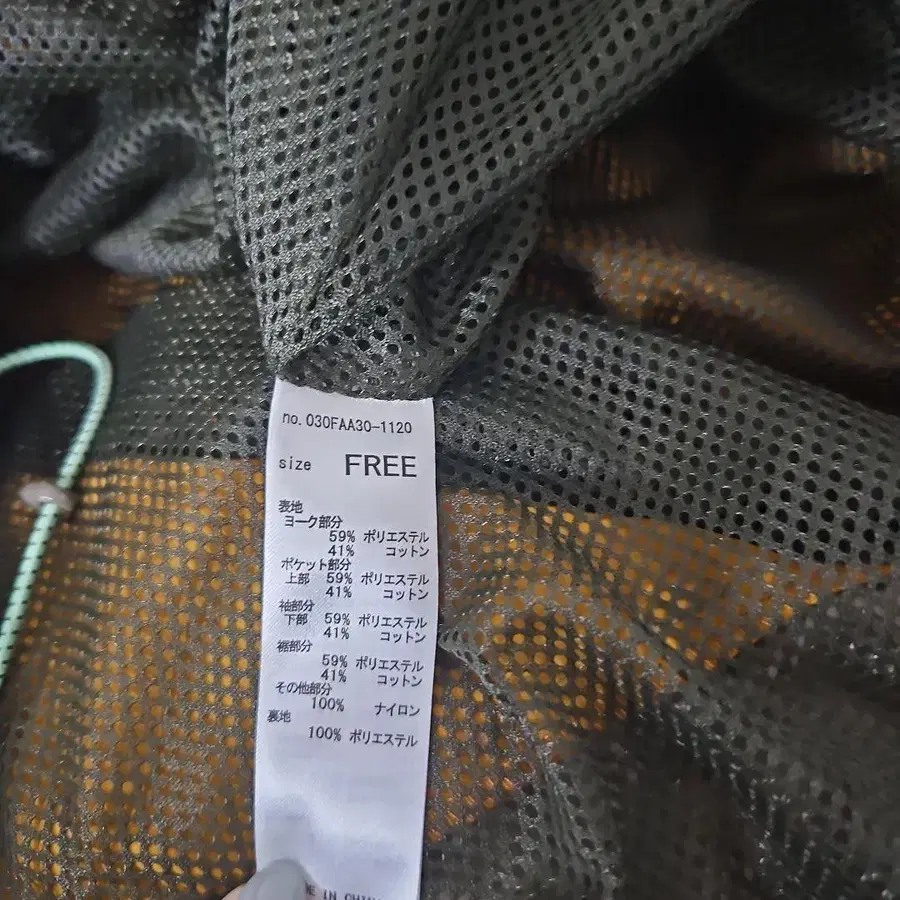 no. 030FAA30-1120
size FREE
表地
ヨーク部分
59% ポリエステル
41% コットン
ポケット部分
上部 59% ポリエステル
41% コットン
袖部分
下部 59% ポリエステル
41% コットン
裾部分
59% ポリエステル
41% コットン
その他部分
100% ナイロン
裏地
100% ポリエステル
IN CHINA